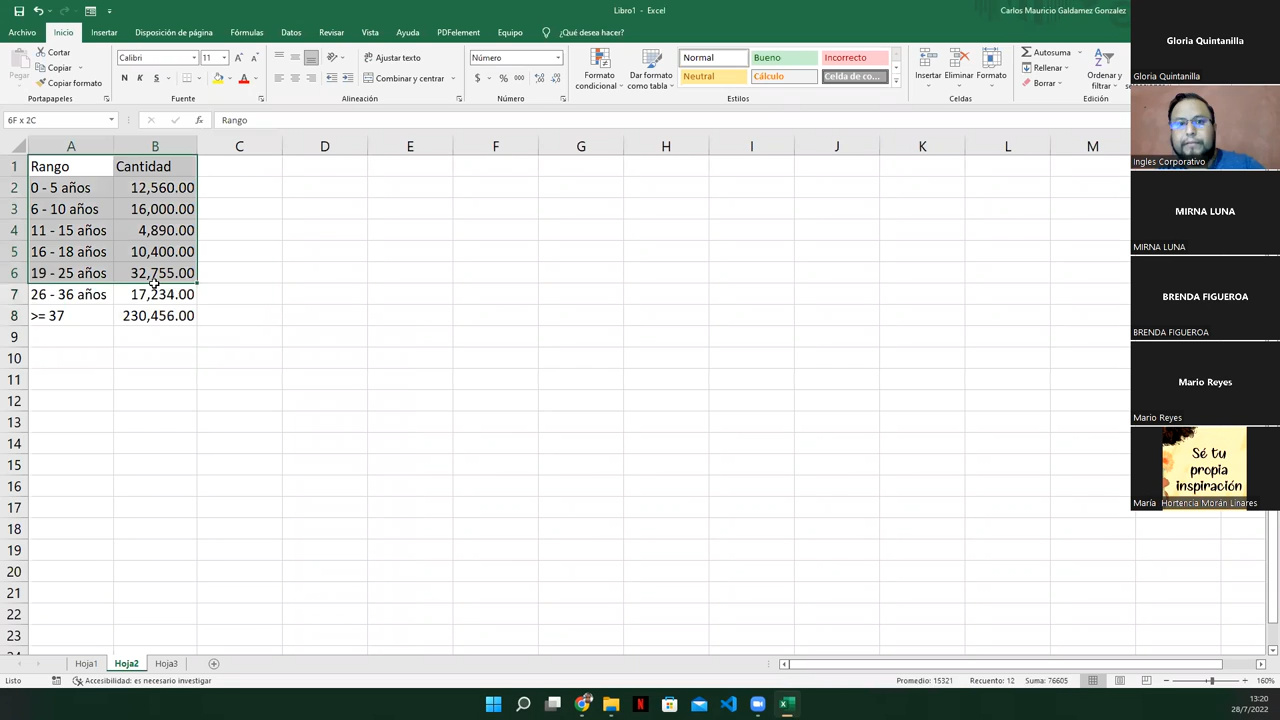 Libro1 - Excel
Carlos Mauricio Galdamez Gonzalez
Archivo Inicio Insertar Disposición de página Fórmulas Datos Revisar Vista Ayuda PDFelement Equipo ¿Qué desea hacer?
Pegar
Cortar
Copiar
Copiar formato
Portapapeles
Calibri 11
N K S
Fuente
Ajustar texto
Combinar y centrar
Alineación
Número
$ % 000
Número
Formato condicional
Dar formato como tabla
Normal Bueno Incorrecto
Neutral Cálculo Celda de co...
Estilos
Insertar Eliminar Formato
Celdas
Autosuma
Rellenar
Borrar
Ordenar y filtrar
Edición
6F x 2C fx Rango
A B C D E F G H I J K L M
1 Rango Cantidad
2 0 - 5 años 12,560.00
3 6 - 10 años 16,000.00
4 11 - 15 años 4,890.00
5 16 - 18 años 10,400.00
6 19 - 25 años 32,755.00
7 26 - 36 años 17,234.00
8 >= 37 230,456.00
9
10
11
12
13
14
15
16
17
18
19
20
21
22
23
Hoja1 Hoja2 Hoja3
Listo Accesibilidad: es necesario investigar Promedio: 15321 Recuento: 12 Suma: 76605 160%
13:20
28/7/2022
Gloria Quintanilla
Gloria Quintanilla
Ingles Corporativo
MIRNA LUNA
MIRNA LUNA
BRENDA FIGUEROA
BRENDA FIGUEROA
Mario Reyes
Mario Reyes
Sé tu
propia
inspiración
María Hortencia Morán Linares